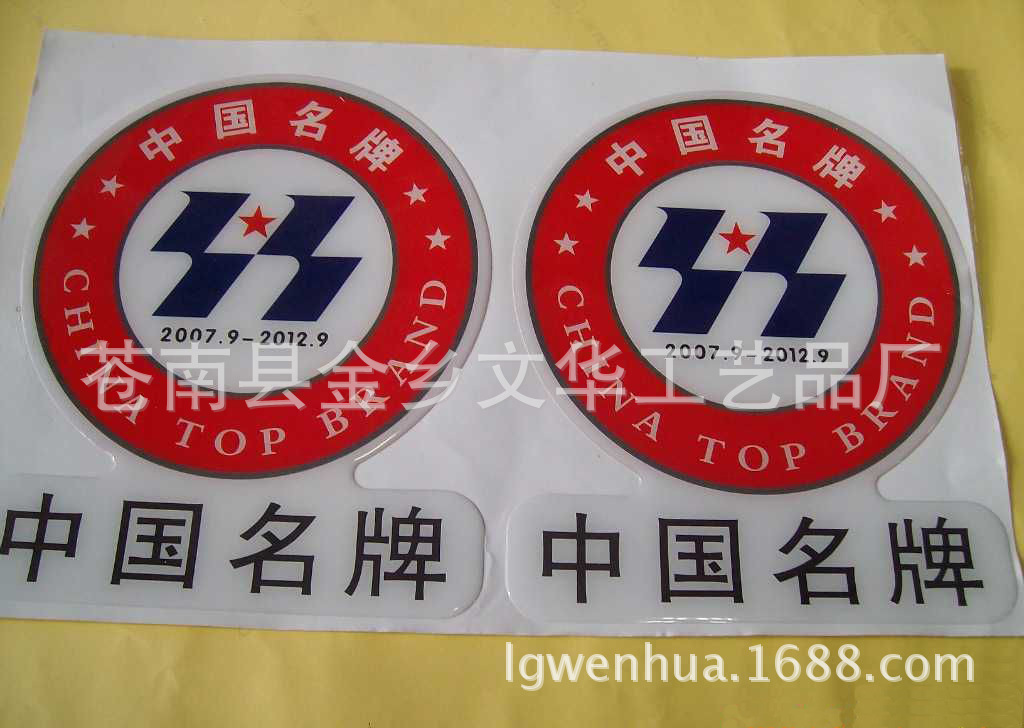 中国名牌
2007.9-2012.9
CHINA TOP BRAND
中国名牌
中国名牌
2007.9-2012.9
CHINA TOP BRAND
中国名牌
苍南县金乡文华工艺品厂
lgwenhua.1688.com